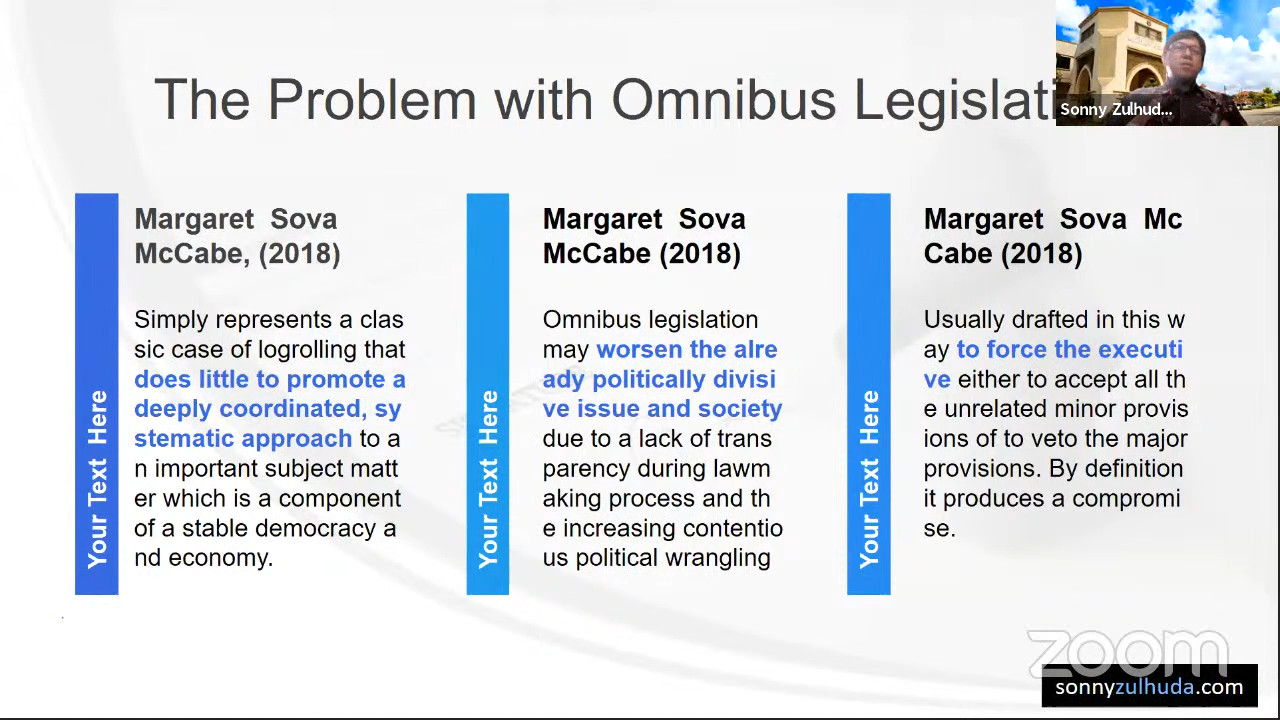 The Problem with Omnibus Legislati
Sonny Zulhud...
Your Text Here
Margaret Sova
McCabe, (2018)
Simply represents a clas
sic case of logrolling that
does little to promote a
deeply coordinated, sy
stematic approach to a
n important subject matt
er which is a component
of a stable democracy a
nd economy.
Your Text Here
Margaret Sova
McCabe (2018)
Omnibus legislation
may worsen the alre
ady politically divisi
ve issue and society
due to a lack of trans
parency during lawm
aking process and th
e increasing contentio
us political wrangling
Your Text Here
Margaret Sova Mc
Cabe (2018)
Usually drafted in this w
ay to force the executi
ve either to accept all th
e unrelated minor provis
ions of to veto the major
provisions. By definition
it produces a compromi
se.
zoom
sonnyzulhuda.com